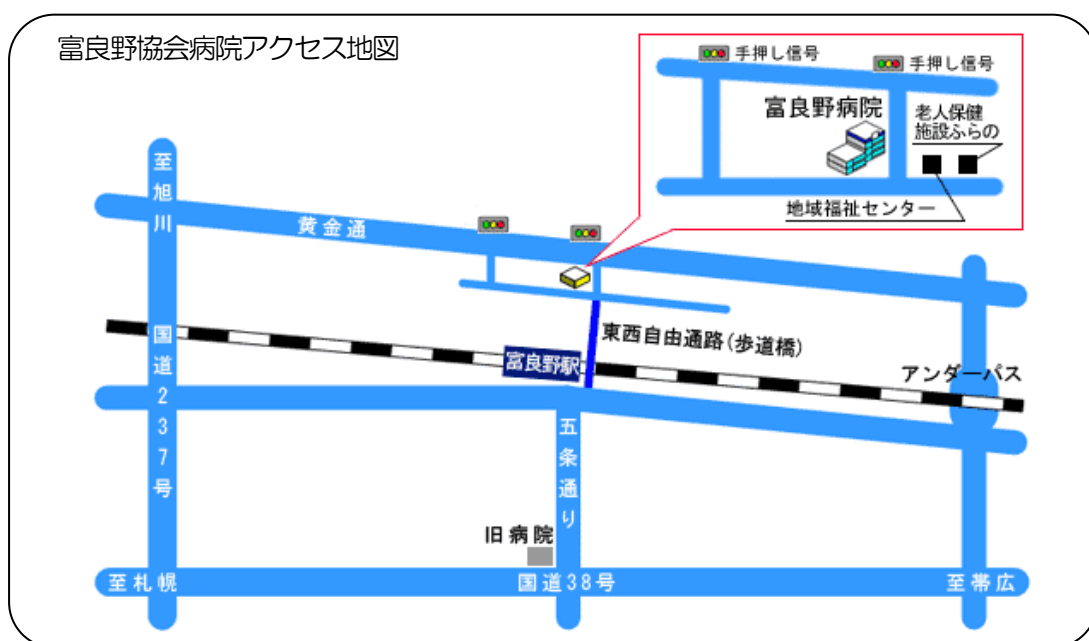 富良野協会病院アクセス地図
手押し信号
手押し信号
富良野病院
老人保健
施設ふらの
地域福祉センター
至旭川
黄金通
国道237号
東西自由通路(歩道橋)
富良野駅
アンダーパス
五条通り
旧病院
至札幌
国道38号
至帯広